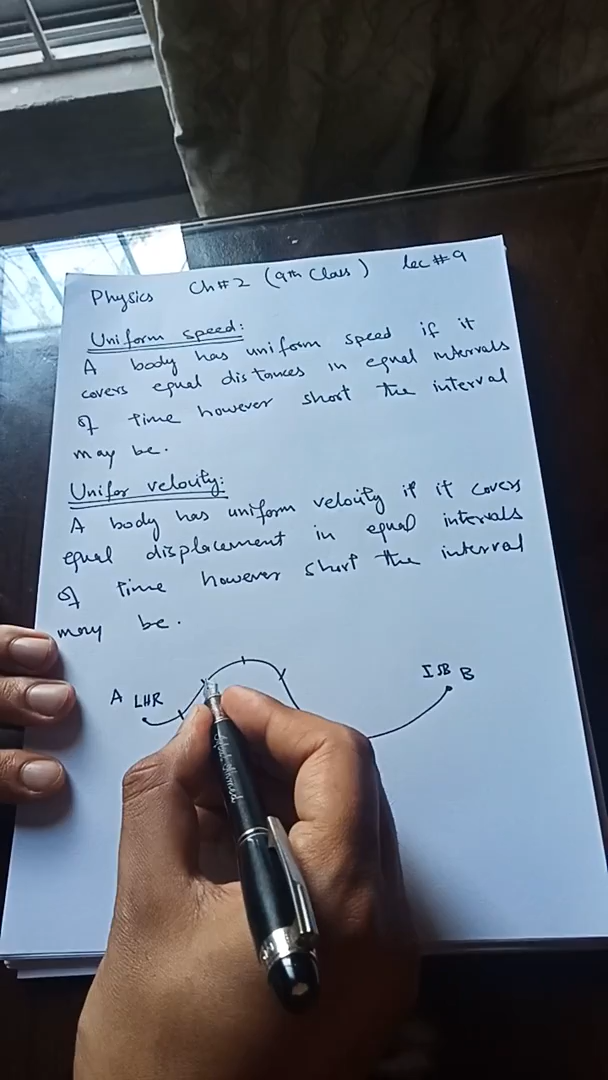 Physics Ch#2 (9th Class) Lec #9
Uniform speed:
A body has uniform speed if it
covers equal distances in equal intervals
of time however short the interval
may be.
Unifor velouity:
A body has uniform velouity if it covers
equal displacement in equal intervals
of time however short the interval
may be.
A LHR ISB B